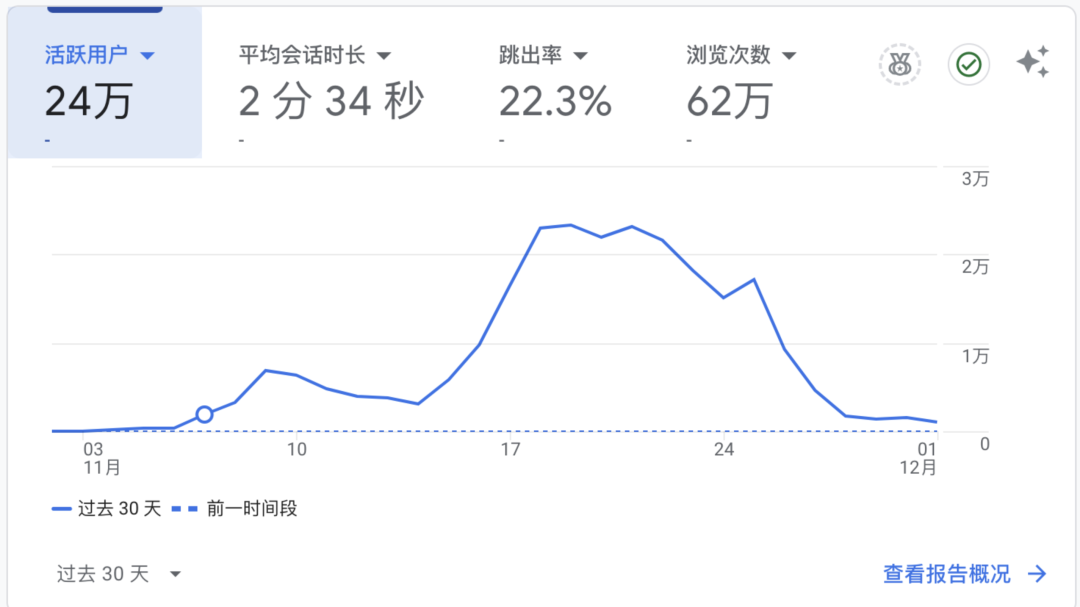 活跃用户 平均会话时长 跳出率 浏览次数
24万 2 分 34 秒 22.3% 62万
- - - -
3万
2万
1万
0
03 10 17 24 01
11月 12月
过去 30 天 前一时间段
过去 30 天 查看报告概况